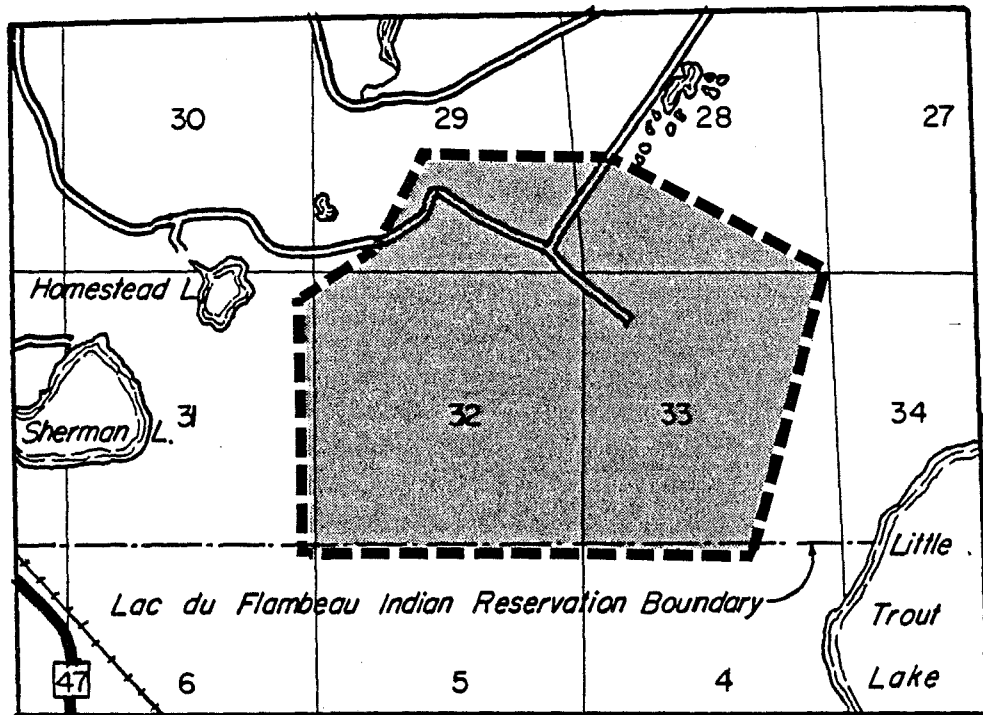 30 29 28 27
Homestead L.
31 32 33 34
Sherman L.
Little
Lac du Flambeau Indian Reservation Boundary
Trout
Lake
47 6 5 4